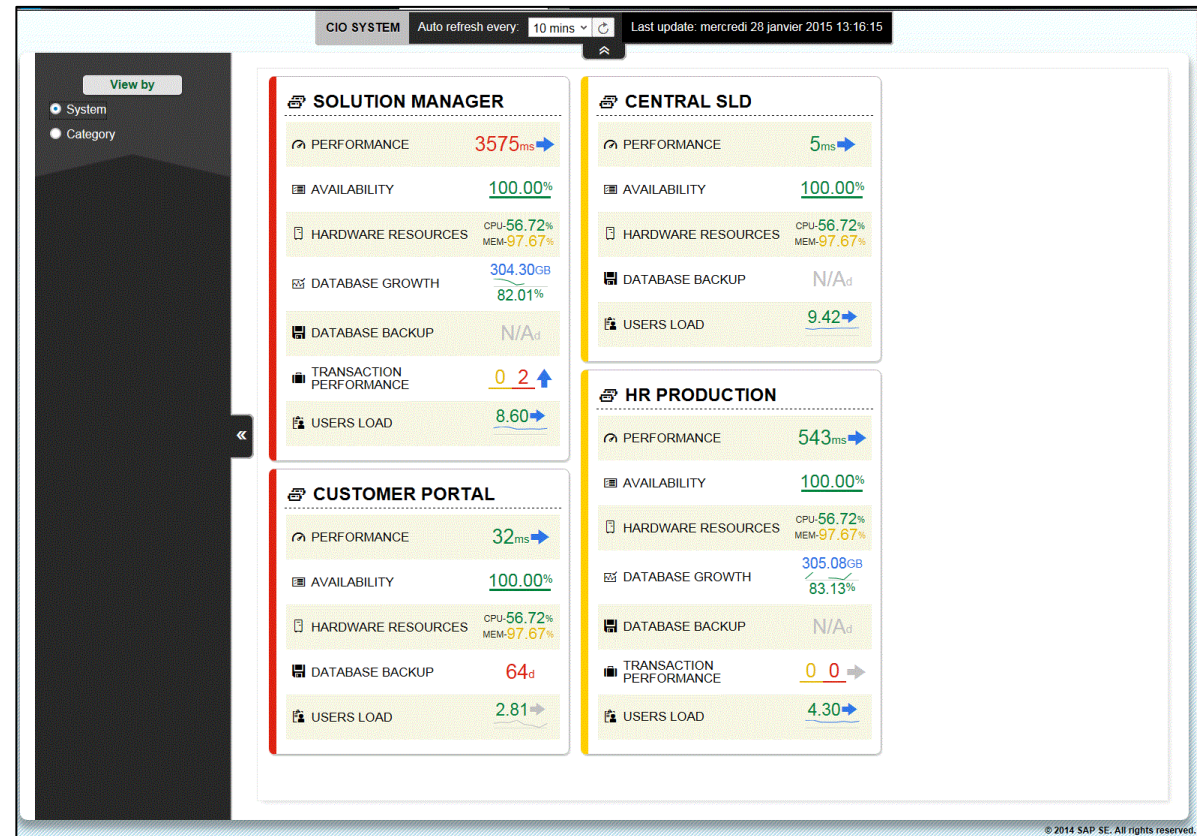 CIO SYSTEM Auto refresh every: 10 mins Last update: mercredi 28 janvier 2015 13:16:15
View by
System
Category
SOLUTION MANAGER
PERFORMANCE 3575ms
AVAILABILITY 100.00%
HARDWARE RESOURCES CPU-56.72%
MEM-97.67%
DATABASE GROWTH 304.30GB
82.01%
DATABASE BACKUP N/Ad
TRANSACTION
PERFORMANCE 0 2
USERS LOAD 8.60
CUSTOMER PORTAL
PERFORMANCE 32ms
AVAILABILITY 100.00%
HARDWARE RESOURCES CPU-56.72%
MEM-97.67%
DATABASE BACKUP 64d
USERS LOAD 2.81
CENTRAL SLD
PERFORMANCE 5ms
AVAILABILITY 100.00%
HARDWARE RESOURCES CPU-56.72%
MEM-97.67%
DATABASE BACKUP N/Ad
USERS LOAD 9.42
HR PRODUCTION
PERFORMANCE 543ms
AVAILABILITY 100.00%
HARDWARE RESOURCES CPU-56.72%
MEM-97.67%
DATABASE GROWTH 305.08GB
83.13%
DATABASE BACKUP N/Ad
TRANSACTION
PERFORMANCE 0 0
USERS LOAD 4.30
© 2014 SAP SE. All rights reserved.